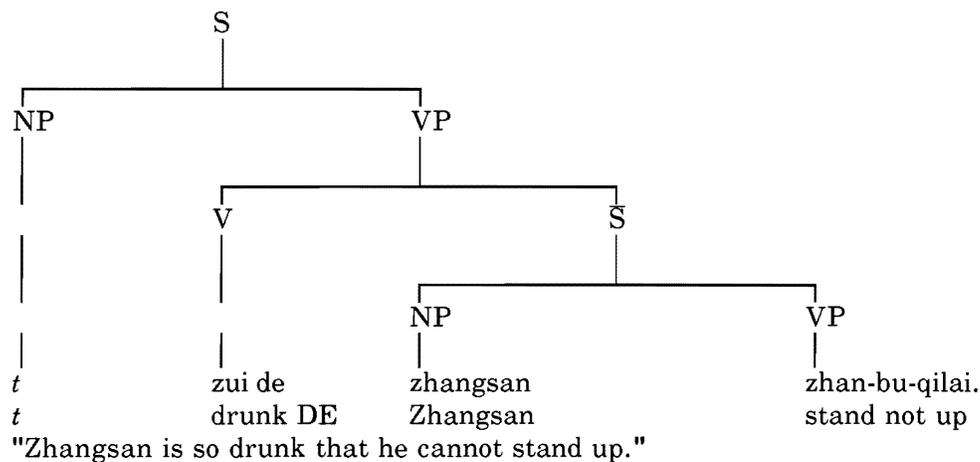 S
NP VP
V S̅
NP VP
t zui de zhangsan zhan-bu-qilai.
t drunk DE Zhangsan stand not up
"Zhangsan is so drunk that he cannot stand up."